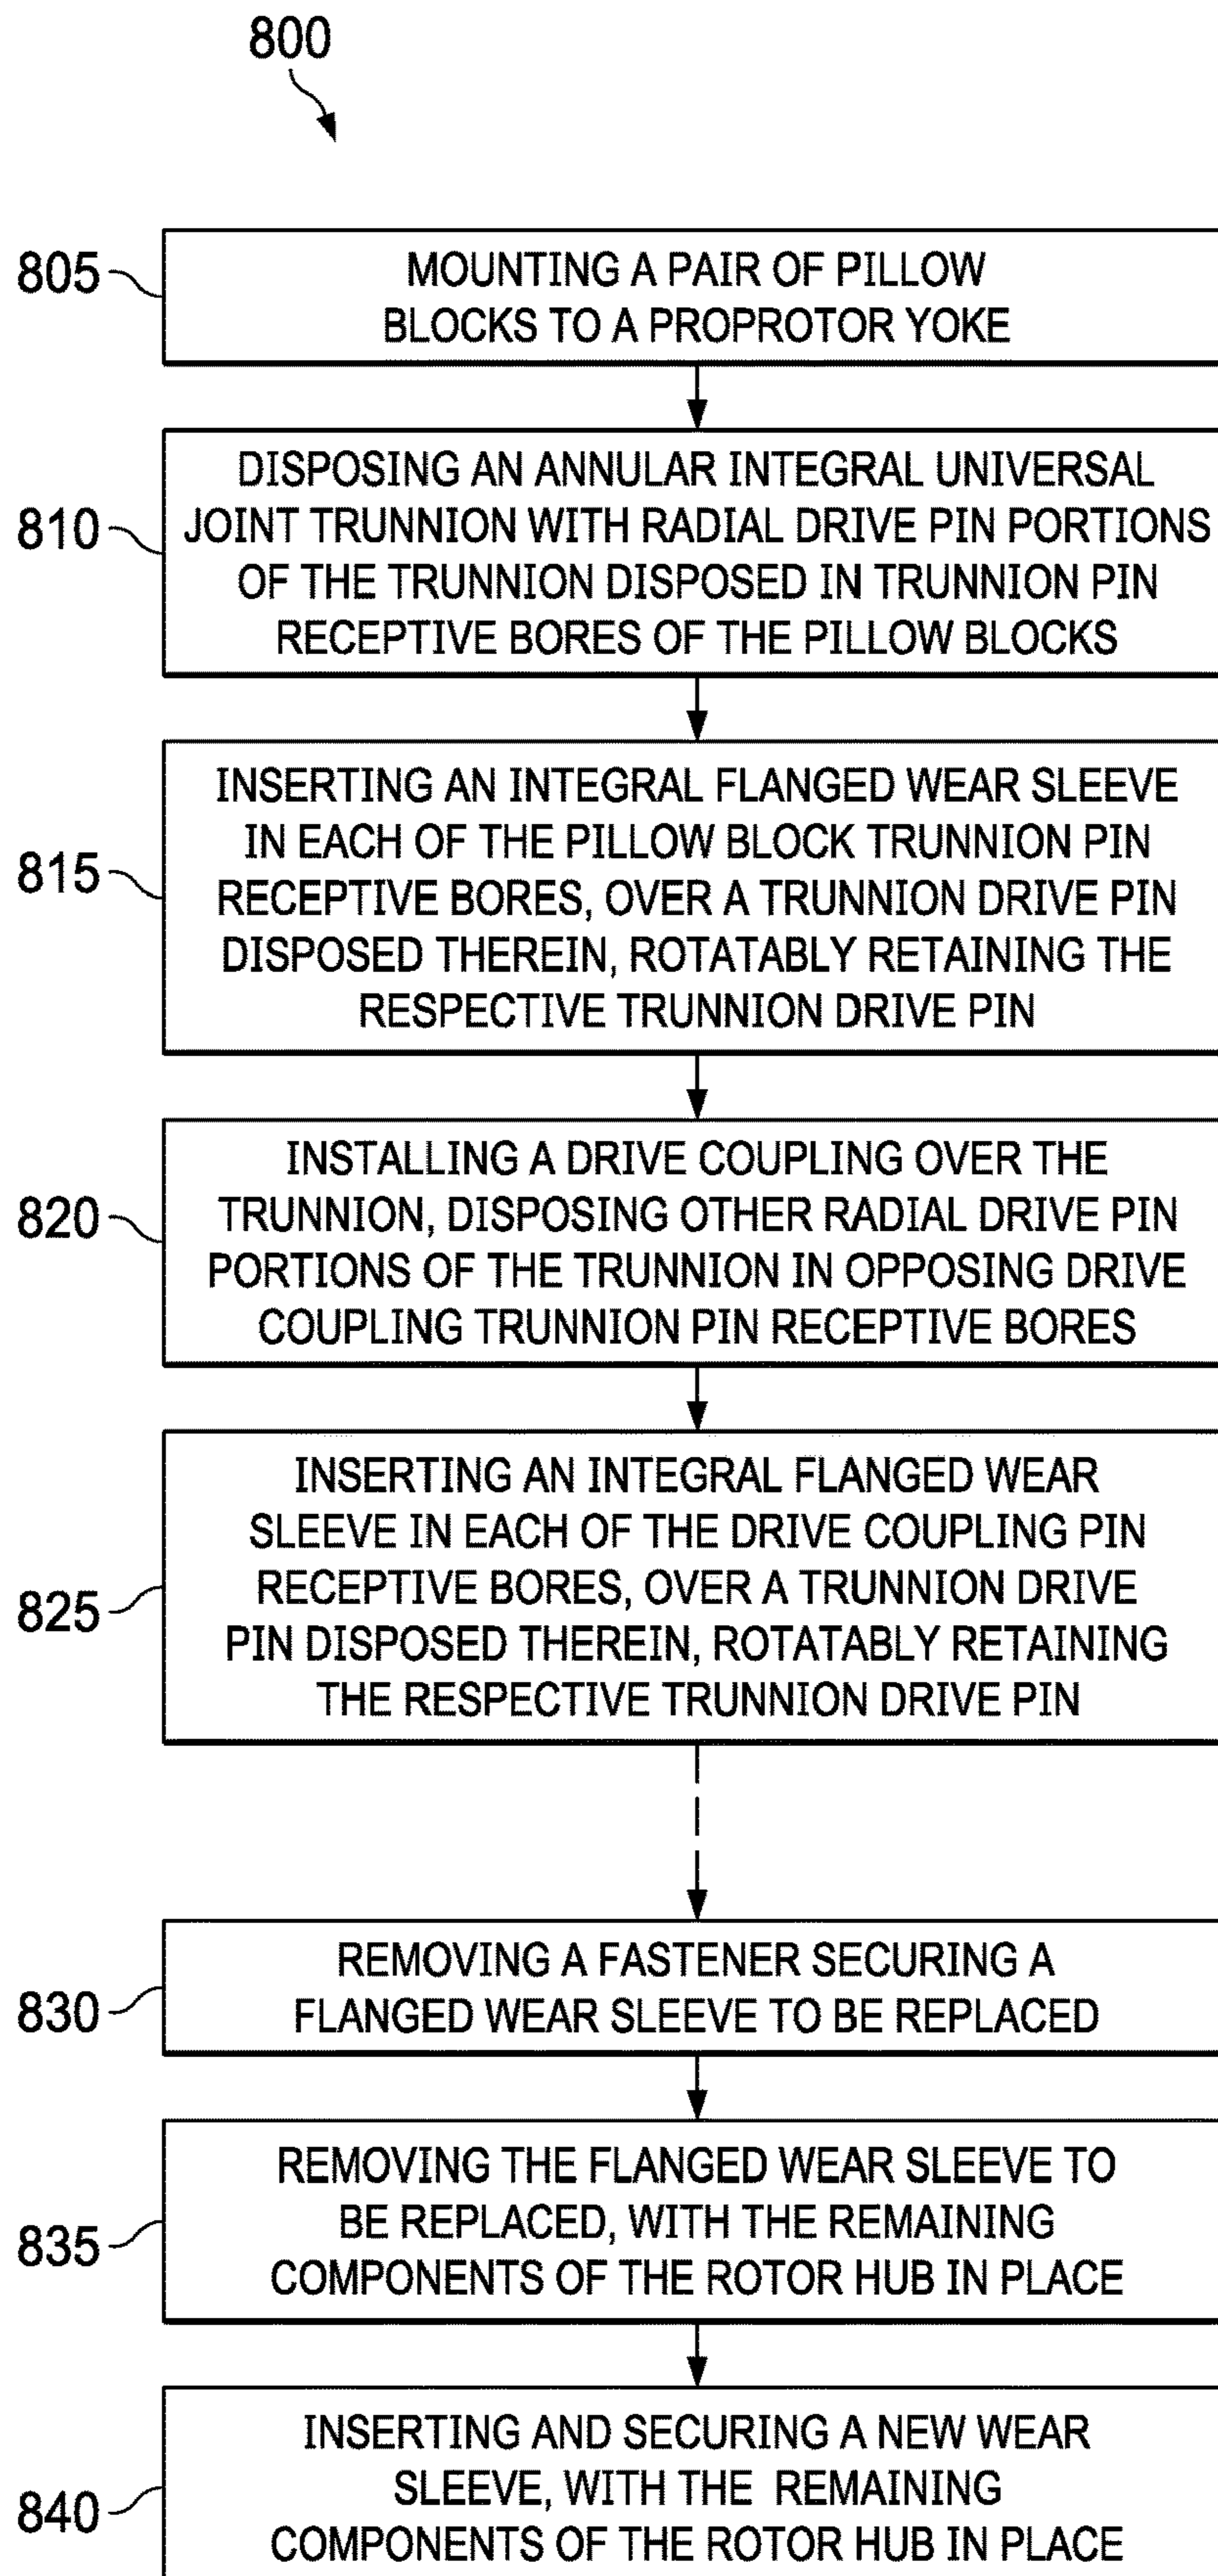 800
805
MOUNTING A PAIR OF PILLOW
BLOCKS TO A PROPROTOR YOKE
810
DISPOSING AN ANNULAR INTEGRAL UNIVERSAL
JOINT TRUNNION WITH RADIAL DRIVE PIN PORTIONS
OF THE TRUNNION DISPOSED IN TRUNNION PIN
RECEPTIVE BORES OF THE PILLOW BLOCKS
815
INSERTING AN INTEGRAL FLANGED WEAR SLEEVE
IN EACH OF THE PILLOW BLOCK TRUNNION PIN
RECEPTIVE BORES, OVER A TRUNNION DRIVE PIN
DISPOSED THEREIN, ROTATABLY RETAINING THE
RESPECTIVE TRUNNION DRIVE PIN
820
INSTALLING A DRIVE COUPLING OVER THE
TRUNNION, DISPOSING OTHER RADIAL DRIVE PIN
PORTIONS OF THE TRUNNION IN OPPOSING DRIVE
COUPLING TRUNNION PIN RECEPTIVE BORES
825
INSERTING AN INTEGRAL FLANGED WEAR
SLEEVE IN EACH OF THE DRIVE COUPLING PIN
RECEPTIVE BORES, OVER A TRUNNION DRIVE
PIN DISPOSED THEREIN, ROTATABLY RETAINING
THE RESPECTIVE TRUNNION DRIVE PIN
830
REMOVING A FASTENER SECURING A
FLANGED WEAR SLEEVE TO BE REPLACED
835
REMOVING THE FLANGED WEAR SLEEVE TO
BE REPLACED, WITH THE REMAINING
COMPONENTS OF THE ROTOR HUB IN PLACE
840
INSERTING AND SECURING A NEW WEAR
SLEEVE, WITH THE REMAINING
COMPONENTS OF THE ROTOR HUB IN PLACE